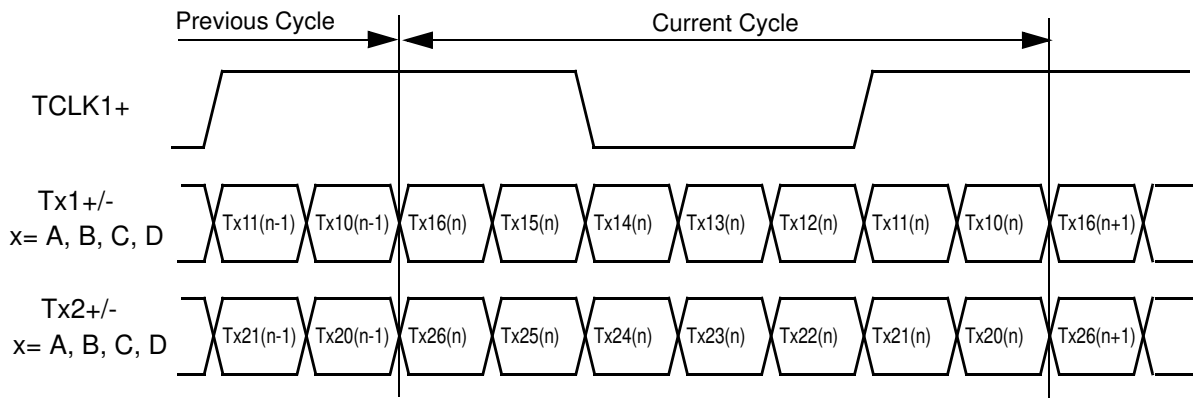 Previous Cycle Current Cycle
TCLK1+
Tx1+/-
x= A, B, C, D
Tx11(n-1) Tx10(n-1) Tx16(n) Tx15(n) Tx14(n) Tx13(n) Tx12(n) Tx11(n) Tx10(n) Tx16(n+1)
Tx2+/-
x= A, B, C, D
Tx21(n-1) Tx20(n-1) Tx26(n) Tx25(n) Tx24(n) Tx23(n) Tx22(n) Tx21(n) Tx20(n) Tx26(n+1)